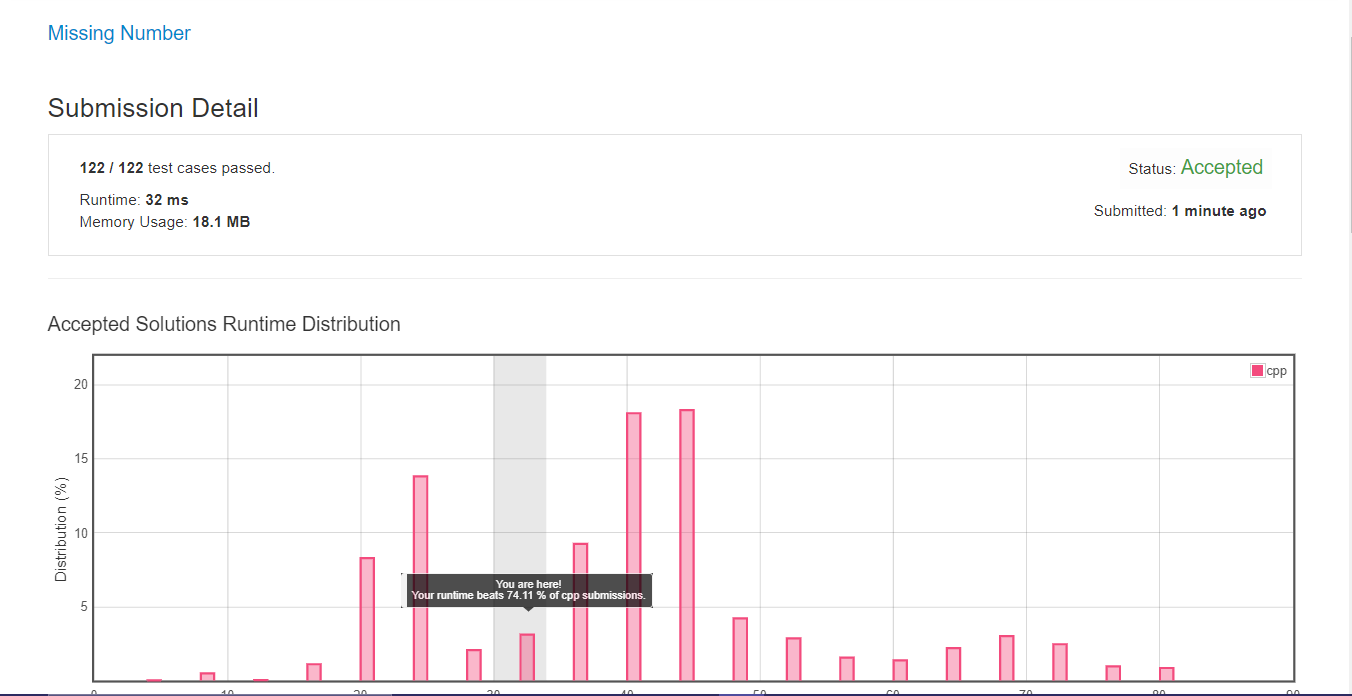 Missing Number
Submission Detail
122 / 122 test cases passed.
Status: Accepted
Runtime: 32 ms
Submitted: 1 minute ago
Memory Usage: 18.1 MB
Accepted Solutions Runtime Distribution
cpp
20
15
10
5
Distribution (%)
You are here!
Your runtime beats 74.11 % of cpp submissions.